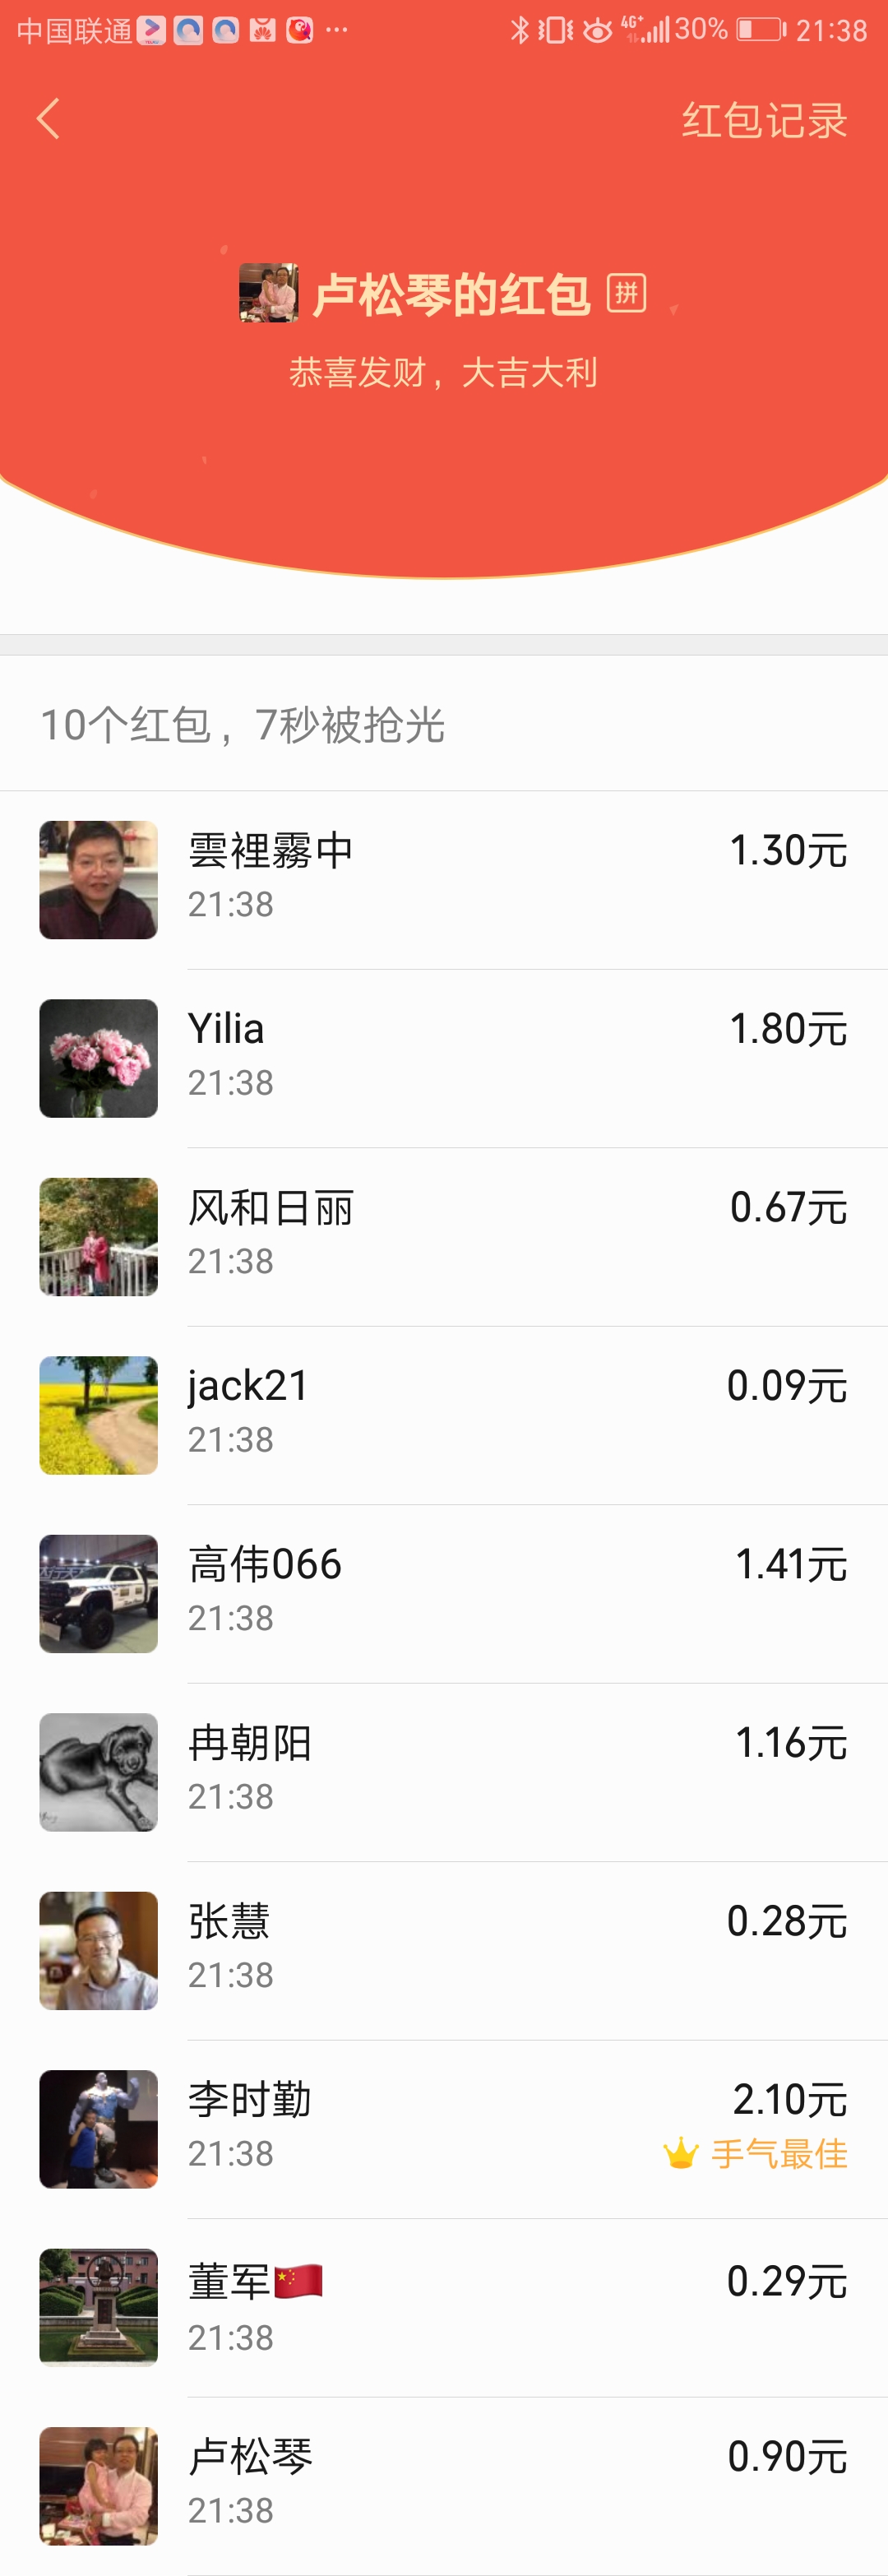 中国联通 ··· 4G+ 30% 21:38
红包记录
卢松琴的红包 拼
恭喜发财，大吉大利
10个红包，7秒被抢光
雲裡霧中 1.30元
21:38
Yilia 1.80元
21:38
风和日丽 0.67元
21:38
jack21 0.09元
21:38
高伟066 1.41元
21:38
冉朝阳 1.16元
21:38
张慧 0.28元
21:38
李时勤 2.10元
21:38 手气最佳
董军🇨🇳 0.29元
21:38
卢松琴 0.90元
21:38